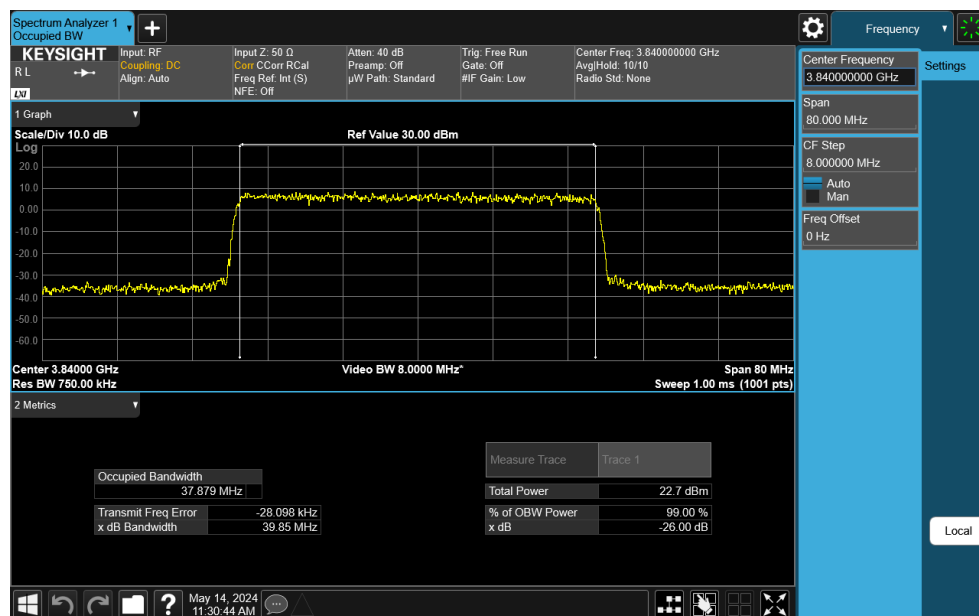 Spectrum Analyzer 1
Occupied BW
Frequency
KEYSIGHT
R L
LXI
Input: RF
Coupling: DC
Align: Auto
Input Z: 50 Ω
Corr CCorr RCal
Freq Ref: Int (S)
NFE: Off
Atten: 40 dB
Preamp: Off
µW Path: Standard
Trig: Free Run
Gate: Off
#IF Gain: Low
Center Freq: 3.840000000 GHz
Avg|Hold: 10/10
Radio Std: None
Center Frequency
3.840000000 GHz
Settings
Span
80.000 MHz
CF Step
8.000000 MHz
Auto
Man
Freq Offset
0 Hz
Local
1 Graph
Scale/Div 10.0 dB
Ref Value 30.00 dBm
Log
20.0
10.0
0.00
-10.0
-20.0
-30.0
-40.0
-50.0
-60.0
Center 3.84000 GHz
Video BW 8.0000 MHz*
Span 80 MHz
Res BW 750.00 kHz
Sweep 1.00 ms (1001 pts)
2 Metrics
Measure Trace
Trace 1
Occupied Bandwidth
37.879 MHz
Total Power
22.7 dBm
Transmit Freq Error
-28.098 kHz
% of OBW Power
99.00 %
x dB Bandwidth
39.85 MHz
x dB
-26.00 dB
?
May 14, 2024
11:30:44 AM